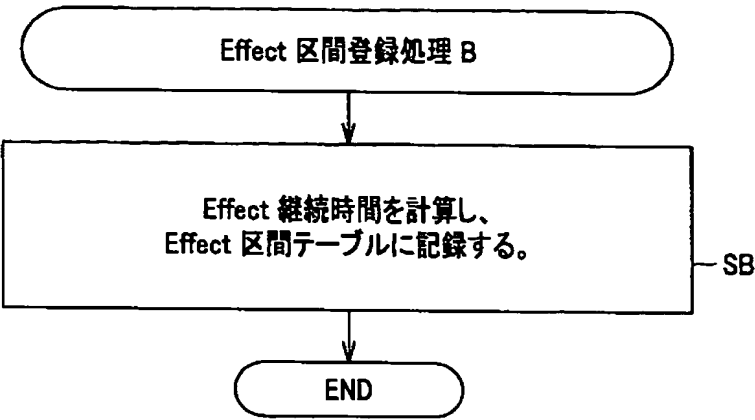 Effect 区間登録処理 B
Effect 継続時間を計算し、
Effect 区間テーブルに記録する。
SB
END